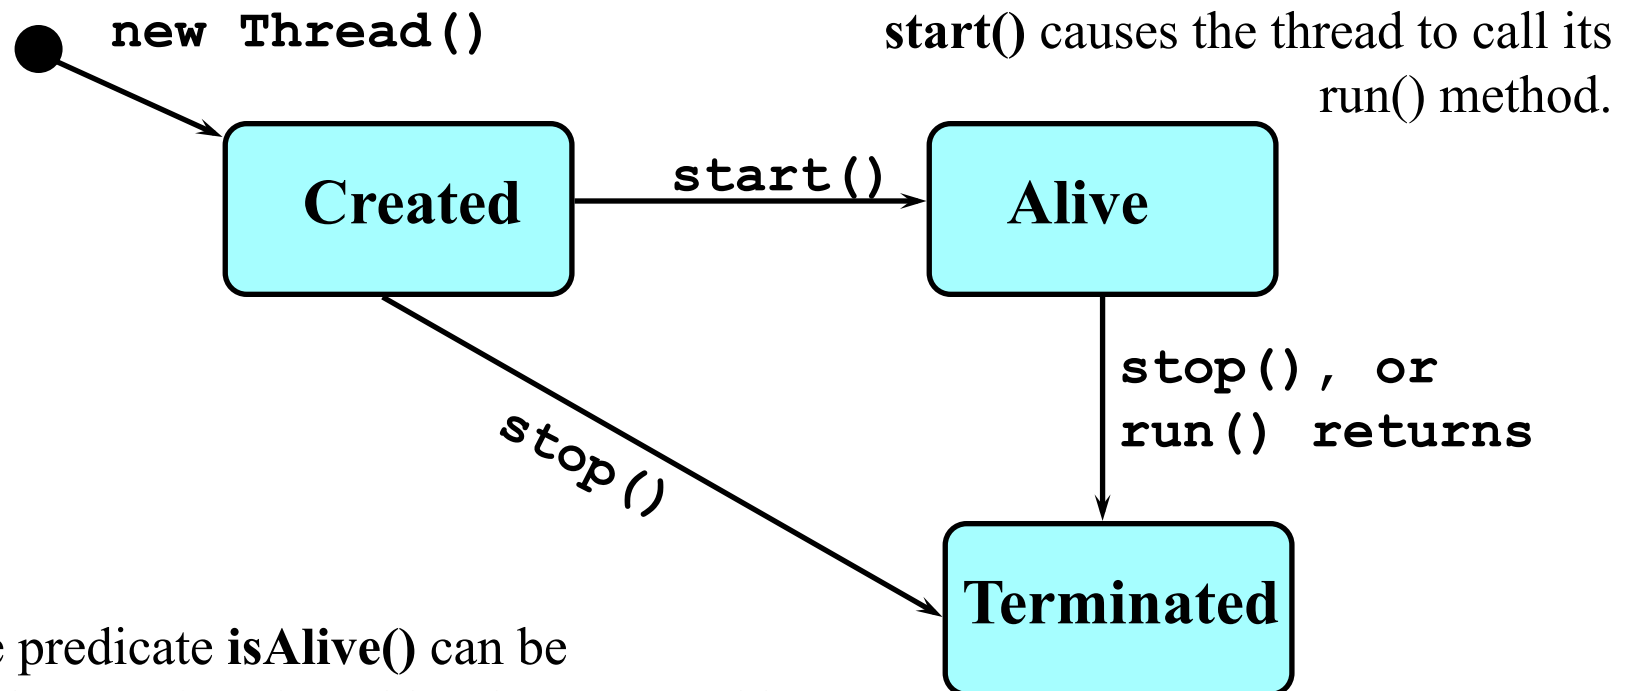 new Thread()
start() causes the thread to call its
run() method.
Created
start()
Alive
stop(), or
run() returns
stop()
Terminated
predicate isAlive() can be